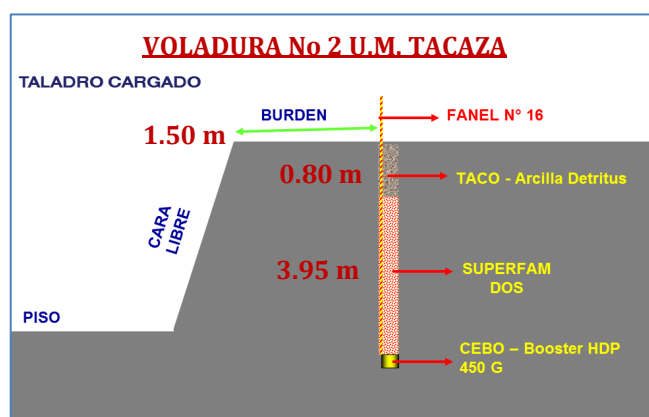 VOLADURA No 2 U.M. TACAZA
TALADRO CARGADO
BURDEN
FANEL N° 16
1.50 m
0.80 m
TACO - Arcilla Detritus
CARA
LIBRE
3.95 m
SUPERFAM
DOS
PISO
CEBO – Booster HDP
450 G